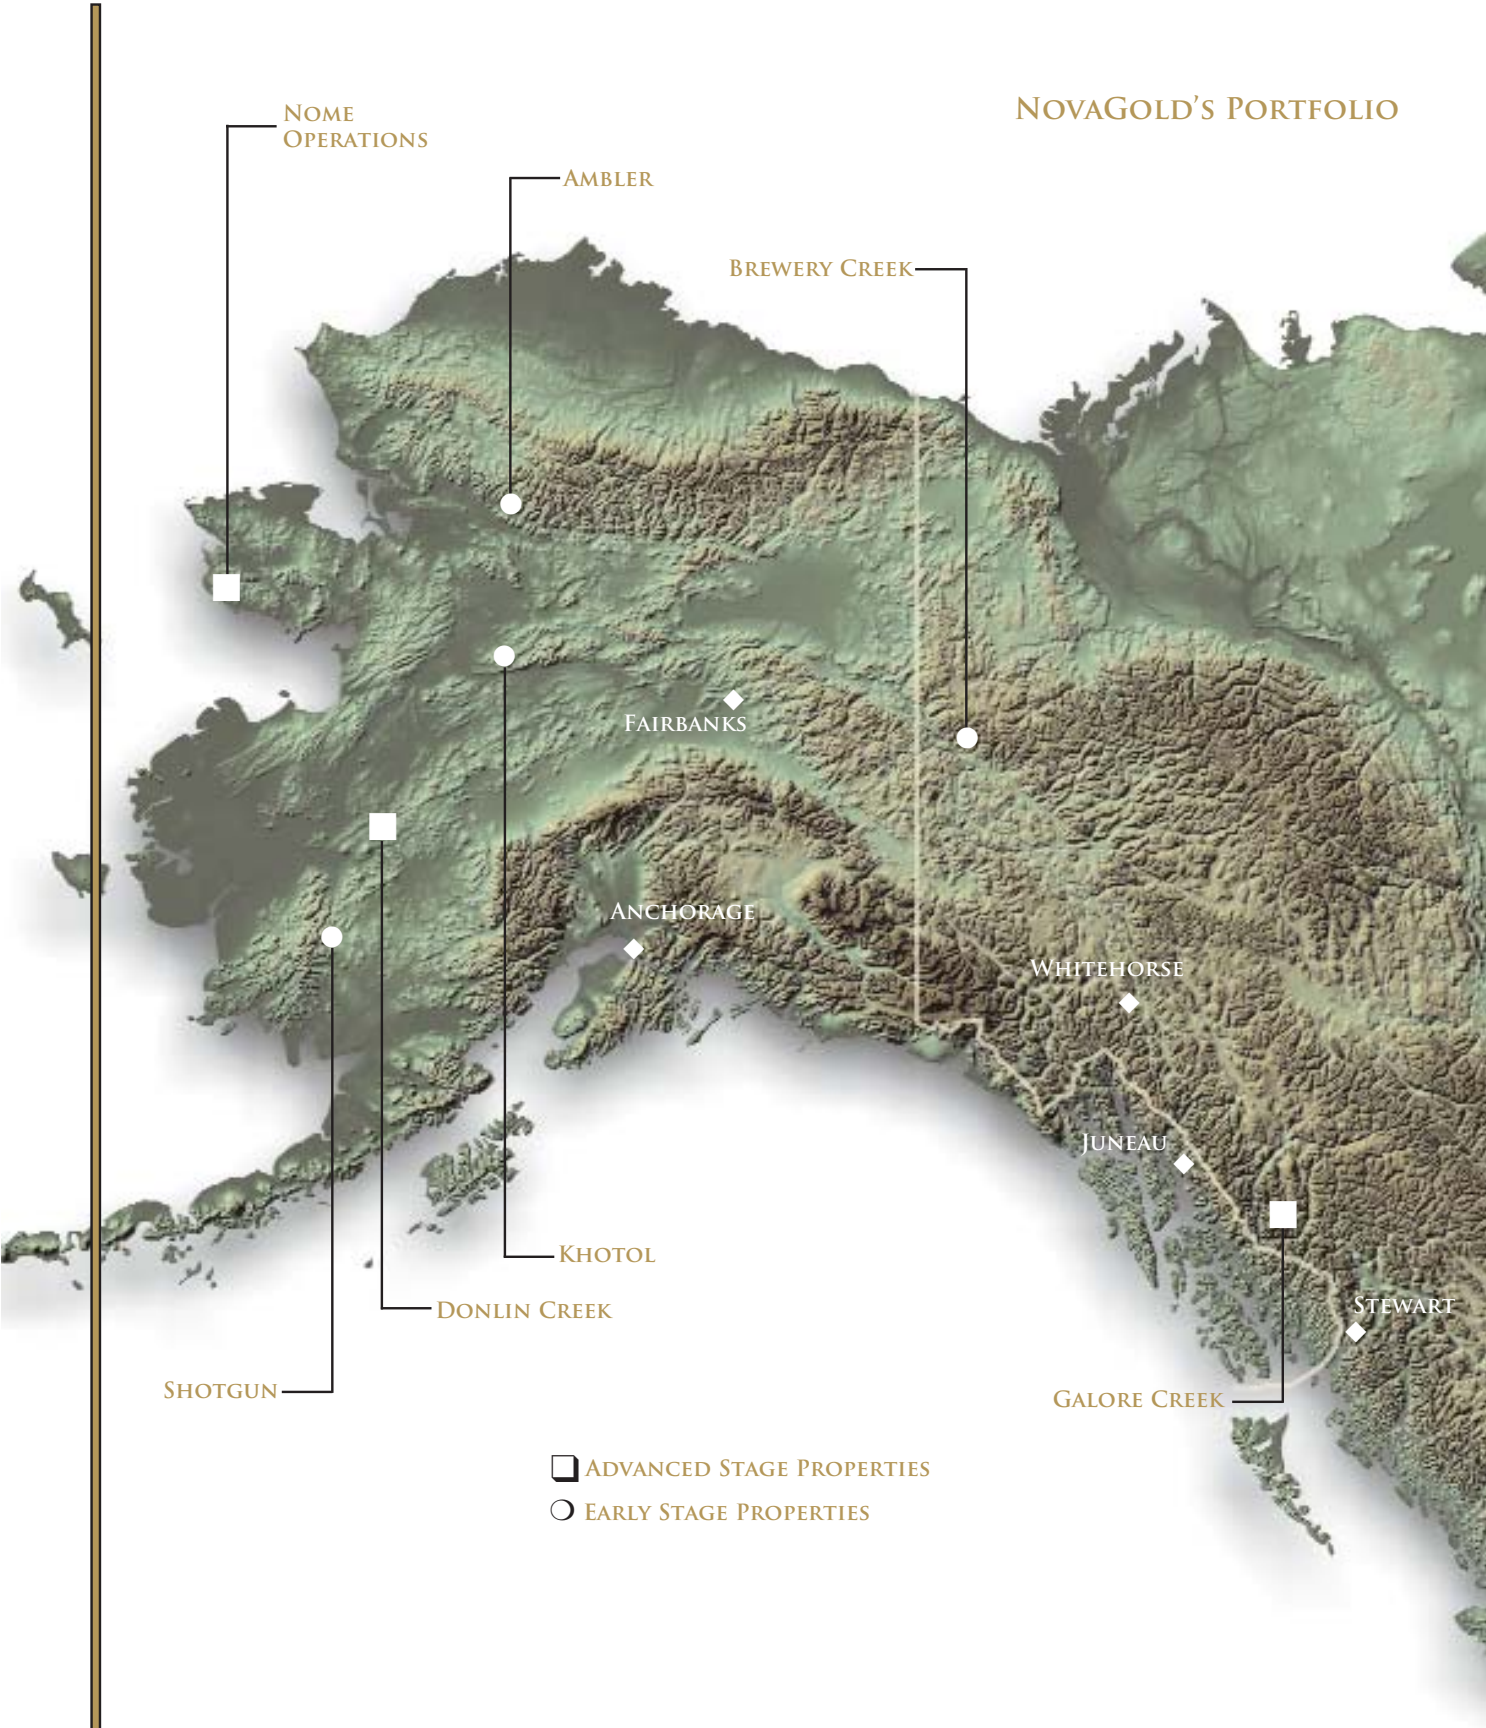 NovaGold's Portfolio
Nome
Operations
Ambler
Brewery Creek
Fairbanks
Anchorage
Whitehorse
Juneau
Khotol
Stewart
Donlin Creek
Shotgun
Galore Creek
Advanced Stage Properties
Early Stage Properties